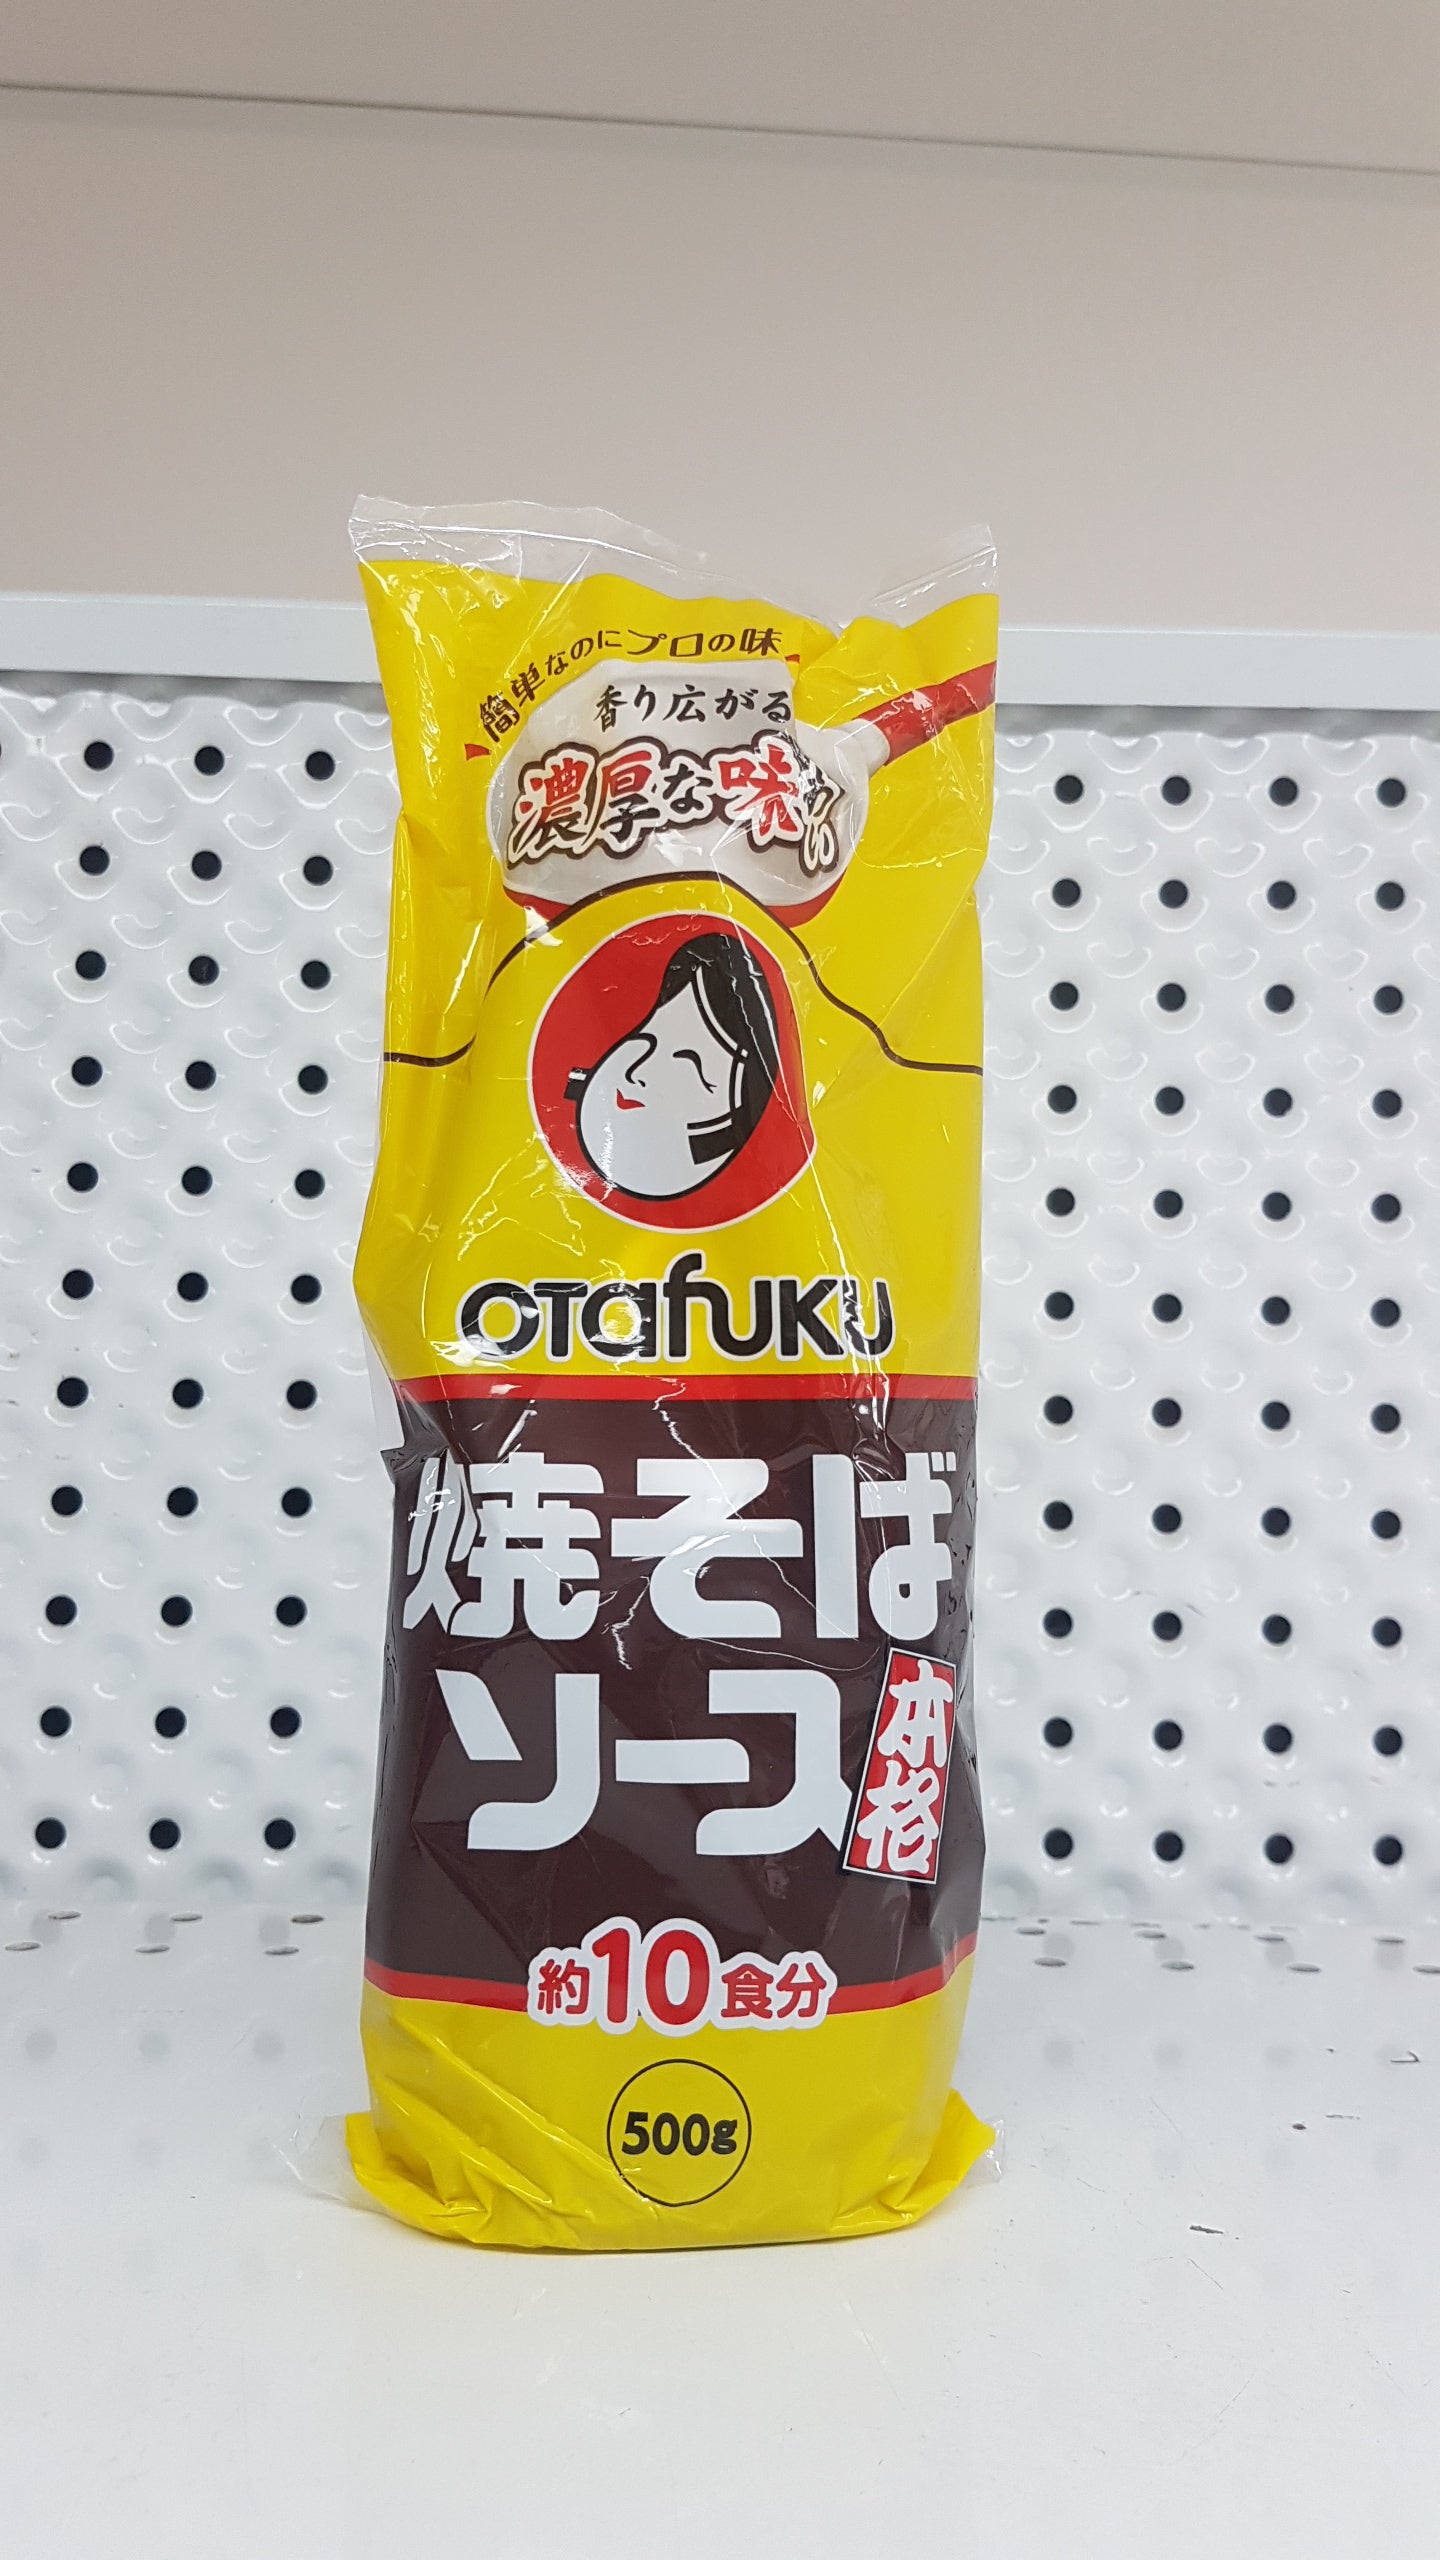 簡単なのにプロの味
香り広がる
濃厚な味わい
OTafuKU
焼そば
ソース
本格
約10食分
500g